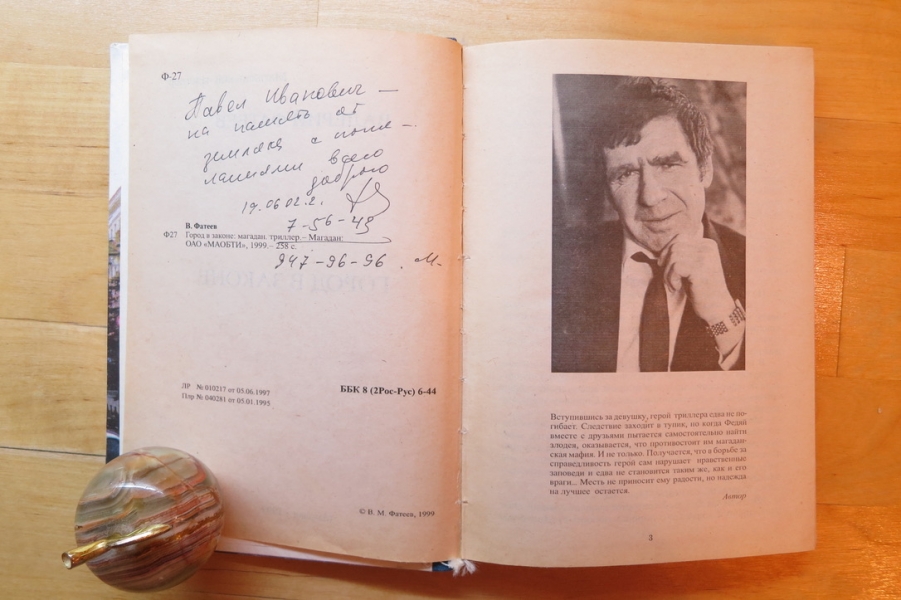 Ф-27
Павел Иванович –
на память от
земляка с поже-
ланиями всего
доброго
19.06.02 г.
7-56-49
В. Фатеев
Ф27 Город в законе: магадан. триллер.– Магадан:
ОАО «МАОБТИ», 1999.– 258 с.
947-96-96. м.
ЛР № 010217 от 05.06.1997
Плр № 040281 от 05.01.1995
ББК 8 (2Рос-Рус) 6-44
© В. М. Фатеев, 1999
Вступившись за девушку, герой триллера едва не по-
гибает. Следствие заходит в тупик, но когда Федин
вместе с друзьями пытается самостоятельно найти
злодея, оказывается, что противостоит им магадан-
ская мафия. И не только. Получается, что в борьбе за
справедливость герой сам нарушает нравственные
заповеди и едва не становится таким же, как и его
враги... Месть не приносит ему радости, но надежда
на лучшее остается.
Автор
3